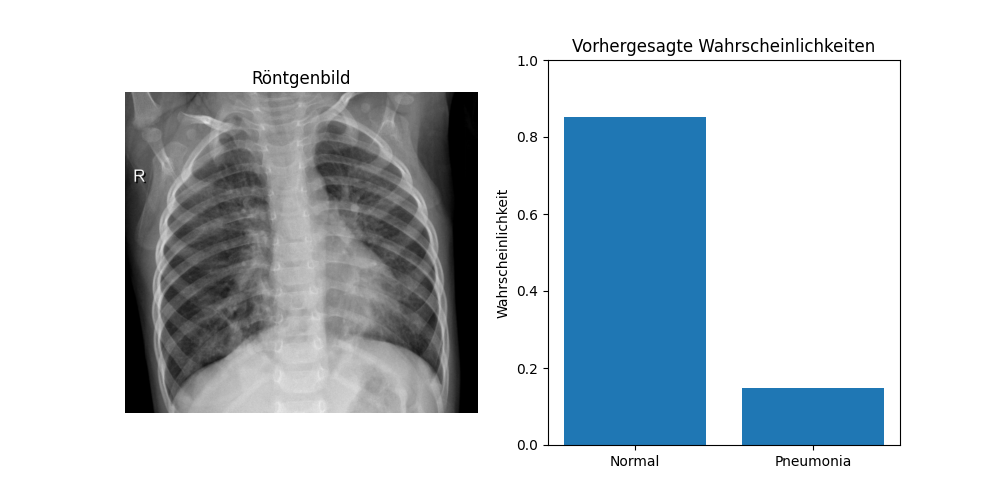 Röntgenbild
R
Vorhergesagte Wahrscheinlichkeiten
Wahrscheinlichkeit
1.0
0.8
0.6
0.4
0.2
0.0
Normal
Pneumonia